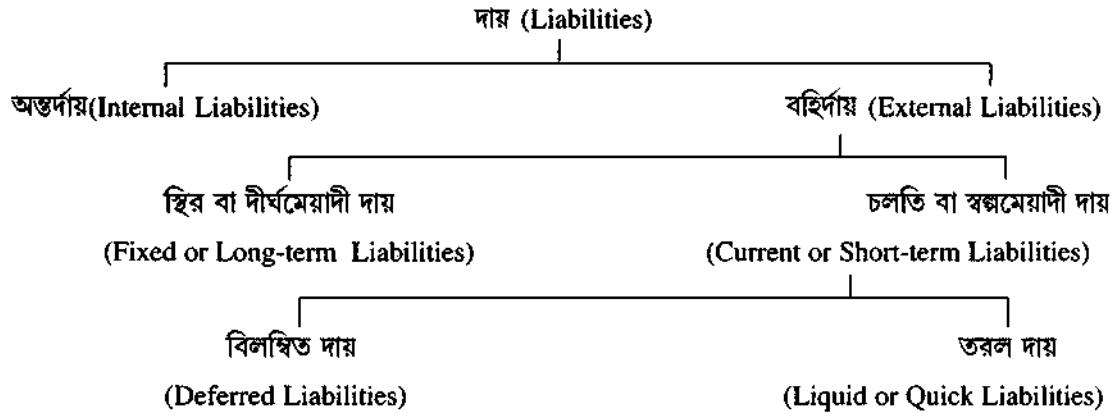 দায় (Liabilities)
অন্তর্দায়(Internal Liabilities) বহির্দায় (External Liabilities)
স্থির বা দীর্ঘমেয়াদী দায় চলতি বা স্বল্পমেয়াদী দায়
(Fixed or Long-term Liabilities) (Current or Short-term Liabilities)
বিলম্বিত দায় তরল দায়
(Deferred Liabilities) (Liquid or Quick Liabilities)